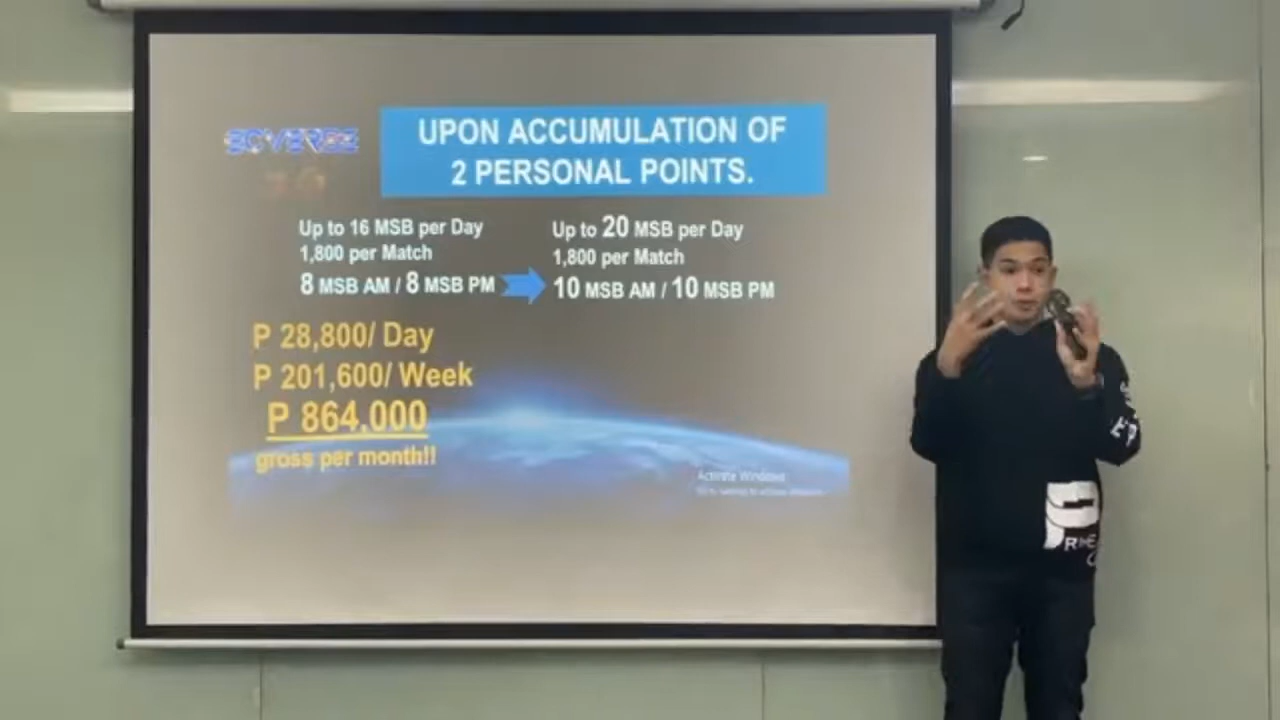 UPON ACCUMULATION OF
2 PERSONAL POINTS.
Up to 16 MSB per Day
1,800 per Match
8 MSB AM / 8 MSB PM
Up to 20 MSB per Day
1,800 per Match
10 MSB AM / 10 MSB PM
P 28,800/ Day
P 201,600/ Week
P 864,000
gross per month!!
Activate Windows